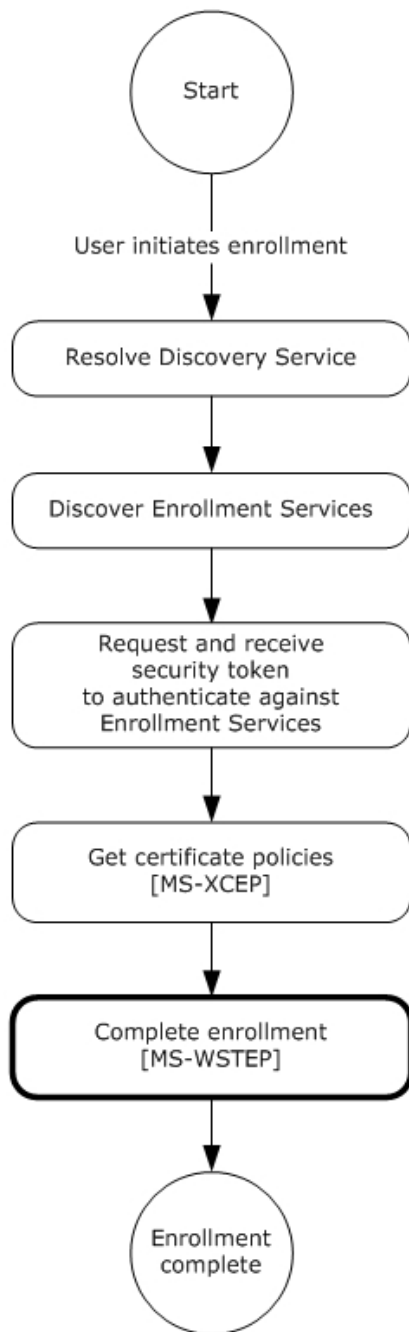 Start
User initiates enrollment
Resolve Discovery Service
Discover Enrollment Services
Request and receive
security token
to authenticate against
Enrollment Services
Get certificate policies
[MS-XCEP]
Complete enrollment
[MS-WSTEP]
Enrollment
complete